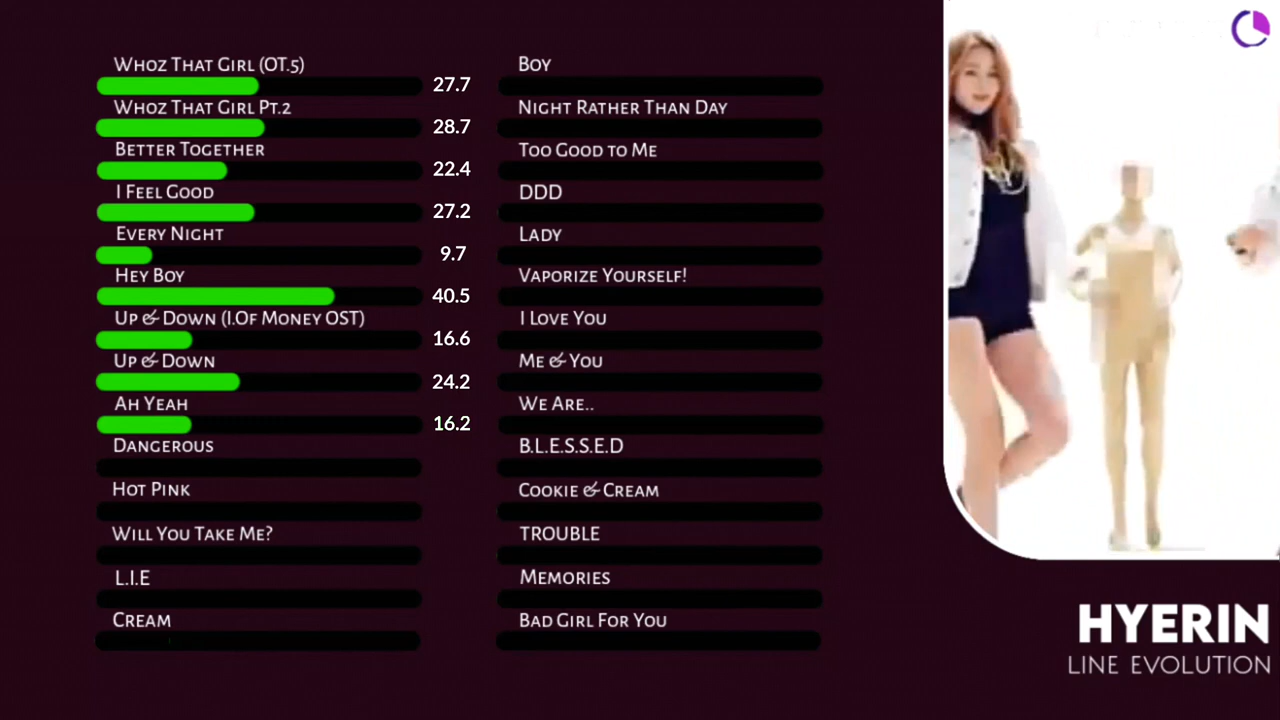 Whoz That Girl (OT.5)
27.7
Whoz That Girl Pt.2
28.7
Better Together
22.4
I Feel Good
27.2
Every Night
9.7
Hey Boy
40.5
Up & Down (I.Of Money OST)
16.6
Up & Down
24.2
Ah Yeah
16.2
Dangerous
Hot Pink
Will You Take Me?
L.I.E
Cream
Boy
Night Rather Than Day
Too Good to Me
DDD
Lady
Vaporize Yourself!
I Love You
Me & You
We Are..
B.L.E.S.S.E.D
Cookie & Cream
TROUBLE
Memories
Bad Girl For You
HYERIN
LINE EVOLUTION